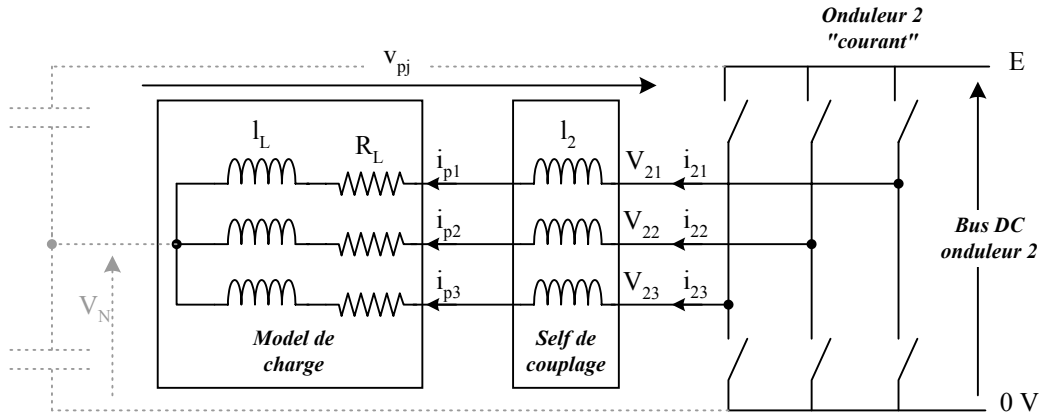 Onduleur 2
"courant"
v_pj
E
l_L
R_L
i_p1
l_2
V_21
i_21
i_p2
V_22
i_22
Bus DC
onduleur 2
i_p3
V_23
i_23
V_N
Model de
charge
Self de
couplage
0 V